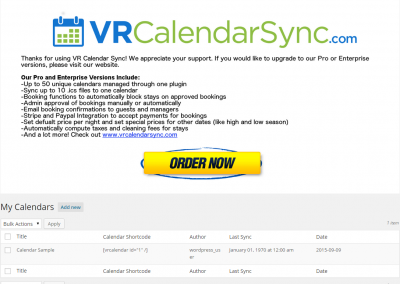 VRCalendarSync.com
Thanks for using VR Calendar Sync! We appreciate your support. If you would like to upgrade to our Pro or Enterprise
versions, please visit our website.
Our Pro and Enterprise Versions Include:
-Up to 50 unique calendars managed through one plugin
-Sync up to 10 .ics files to one calendar
-Booking functions to automatically block stays on approved bookings
-Admin approval of bookings manually or automatically
-Email booking confirmations to guests and managers
-Stripe and Paypal Integration to accept payments for bookings
-Set defualt price per night and set special prices for other dates (like high and low season)
-Automatically compute taxes and cleaning fees for stays
-And a lot more! Check out www.vrcalendarsync.com
ORDER NOW
My Calendars Add new
Bulk Actions Apply 1 item
Title Calendar Shortcode Author Last Sync Date
Calendar Sample [vrcalendar id="1" /] wordpress_us
er January 01, 1970 at 12:00 am 2015-09-09
Title Calendar Shortcode Author Last Sync Date